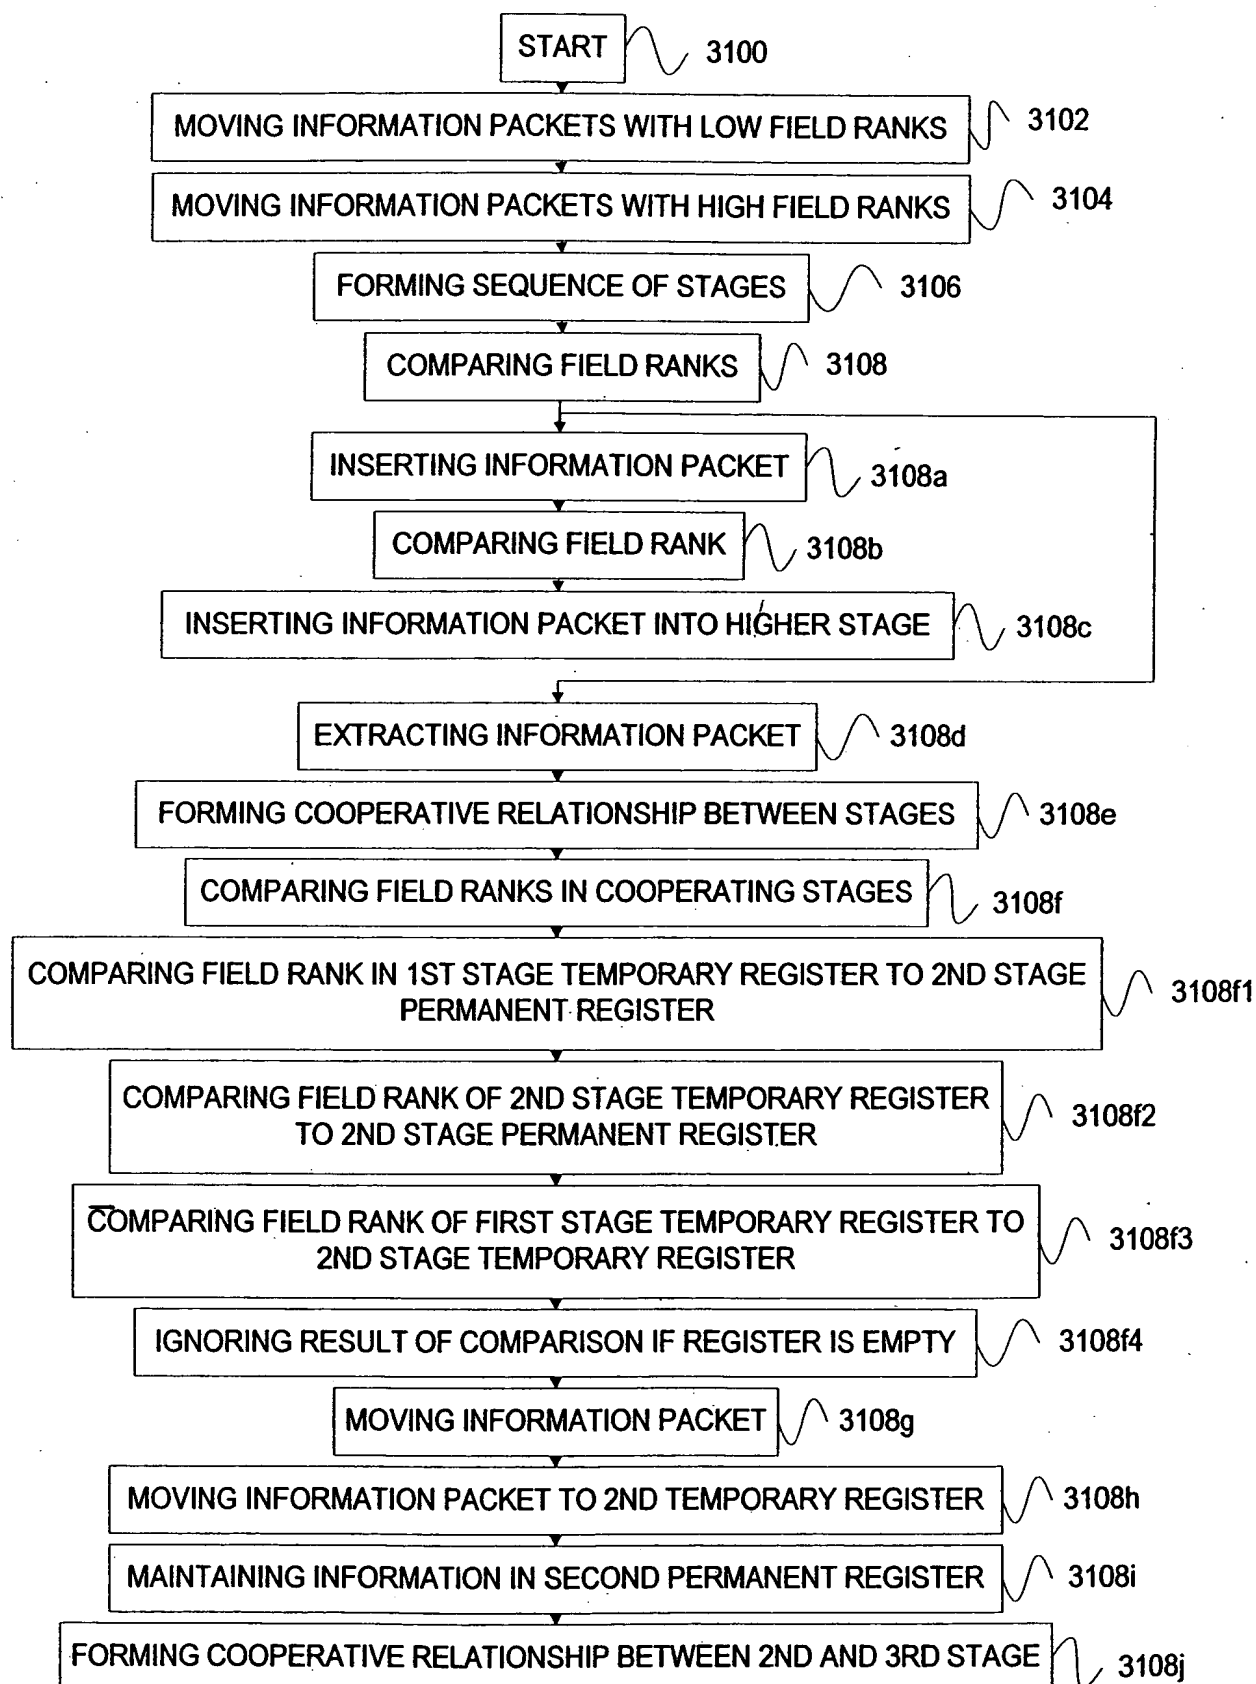 START
3100
MOVING INFORMATION PACKETS WITH LOW FIELD RANKS
3102
MOVING INFORMATION PACKETS WITH HIGH FIELD RANKS
3104
FORMING SEQUENCE OF STAGES
3106
COMPARING FIELD RANKS
3108
INSERTING INFORMATION PACKET
3108a
COMPARING FIELD RANK
3108b
INSERTING INFORMATION PACKET INTO HIGHER STAGE
3108c
EXTRACTING INFORMATION PACKET
3108d
FORMING COOPERATIVE RELATIONSHIP BETWEEN STAGES
3108e
COMPARING FIELD RANKS IN COOPERATING STAGES
3108f
COMPARING FIELD RANK IN 1ST STAGE TEMPORARY REGISTER TO 2ND STAGE
PERMANENT REGISTER
3108f1
COMPARING FIELD RANK OF 2ND STAGE TEMPORARY REGISTER
TO 2ND STAGE PERMANENT REGISTER
3108f2
COMPARING FIELD RANK OF FIRST STAGE TEMPORARY REGISTER TO
2ND STAGE TEMPORARY REGISTER
3108f3
IGNORING RESULT OF COMPARISON IF REGISTER IS EMPTY
3108f4
MOVING INFORMATION PACKET
3108g
MOVING INFORMATION PACKET TO 2ND TEMPORARY REGISTER
3108h
MAINTAINING INFORMATION IN SECOND PERMANENT REGISTER
3108i
FORMING COOPERATIVE RELATIONSHIP BETWEEN 2ND AND 3RD STAGE
3108j